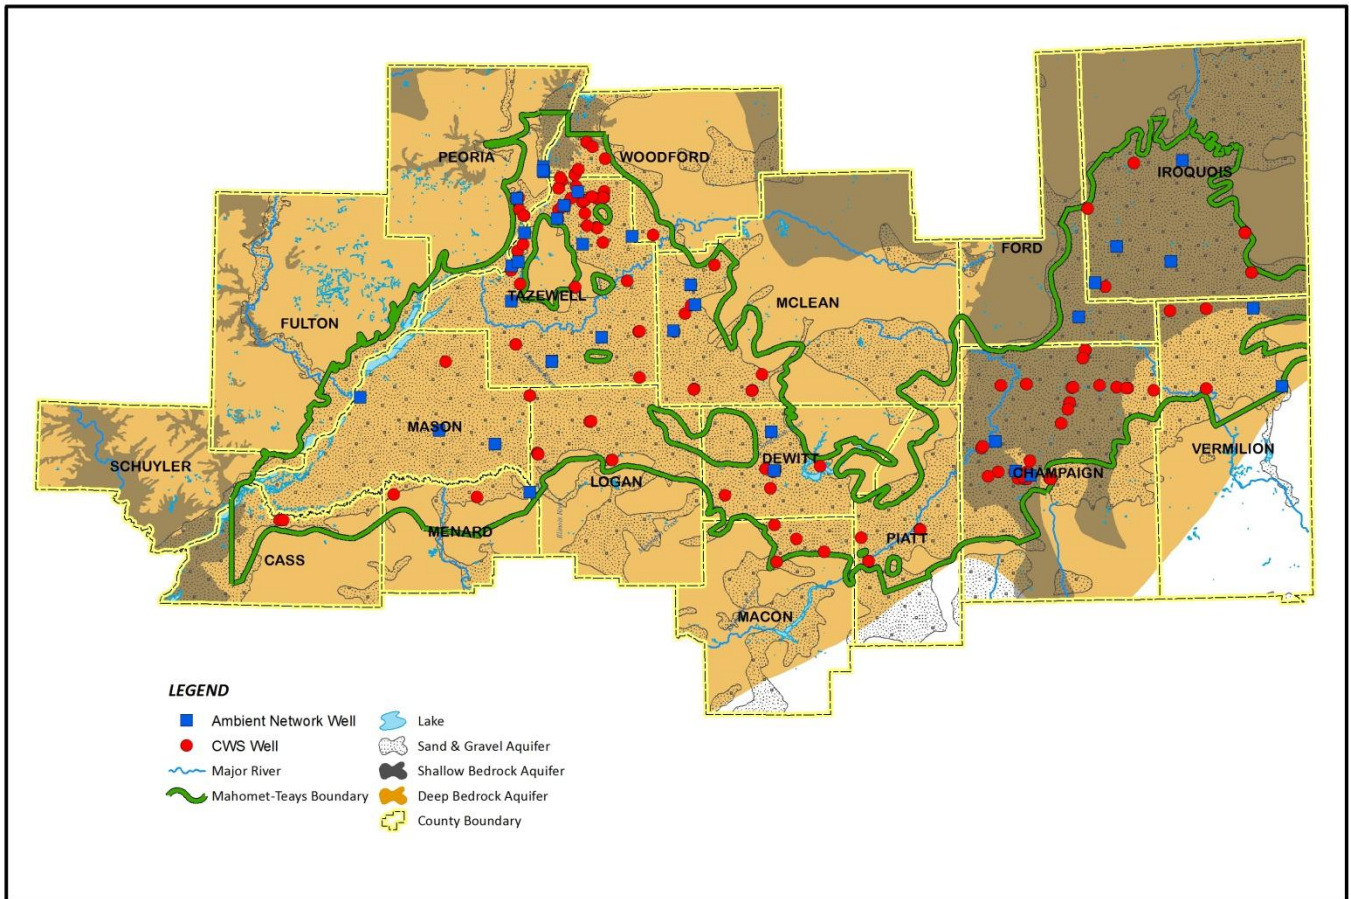 PEORIA
WOODFORD
IROQUOIS
FORD
TAZEWELL
MCLEAN
FULTON
MASON
SCHUYLER
LOGAN
DEWITT
CHAMPAIGN
VERMILION
MENARD
CASS
PIATT
MACON
LEGEND
Ambient Network Well
Lake
CWS Well
Sand & Gravel Aquifer
Major River
Shallow Bedrock Aquifer
Mahomet-Teays Boundary
Deep Bedrock Aquifer
County Boundary